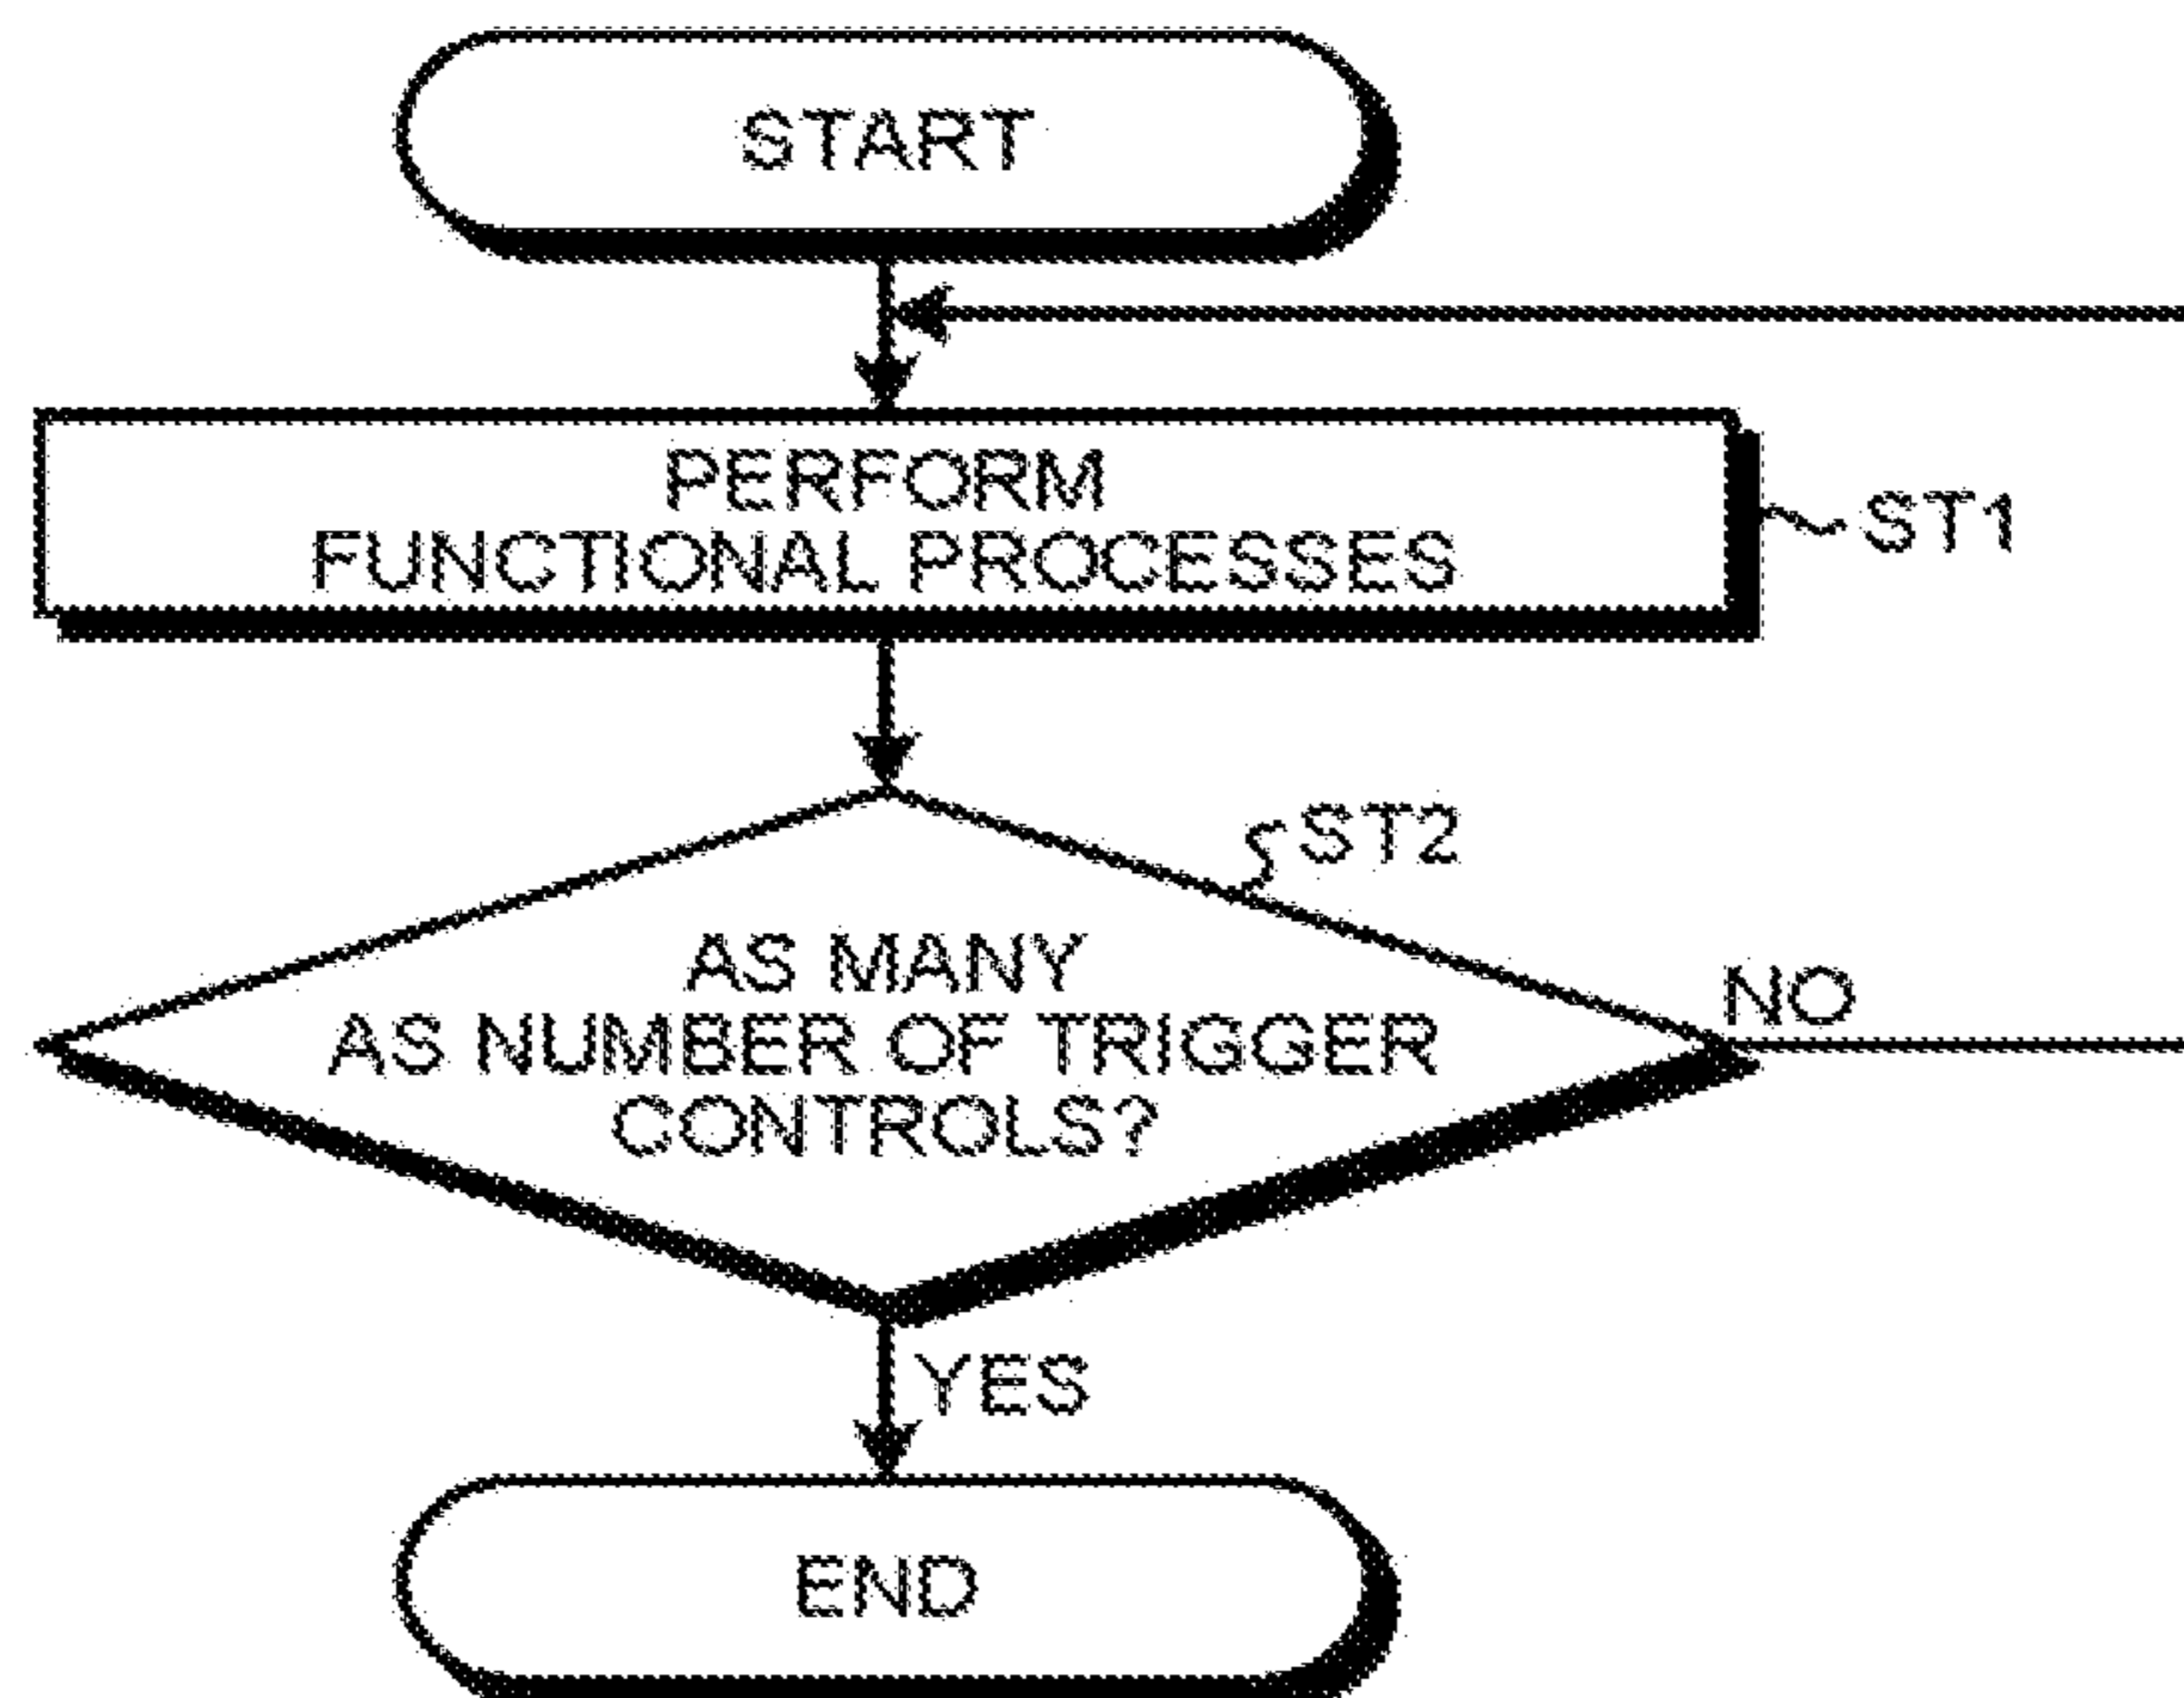 START
PERFORM
FUNCTIONAL PROCESSES
ST1
ST2
AS MANY
AS NUMBER OF TRIGGER
CONTROLS?
NO
YES
END